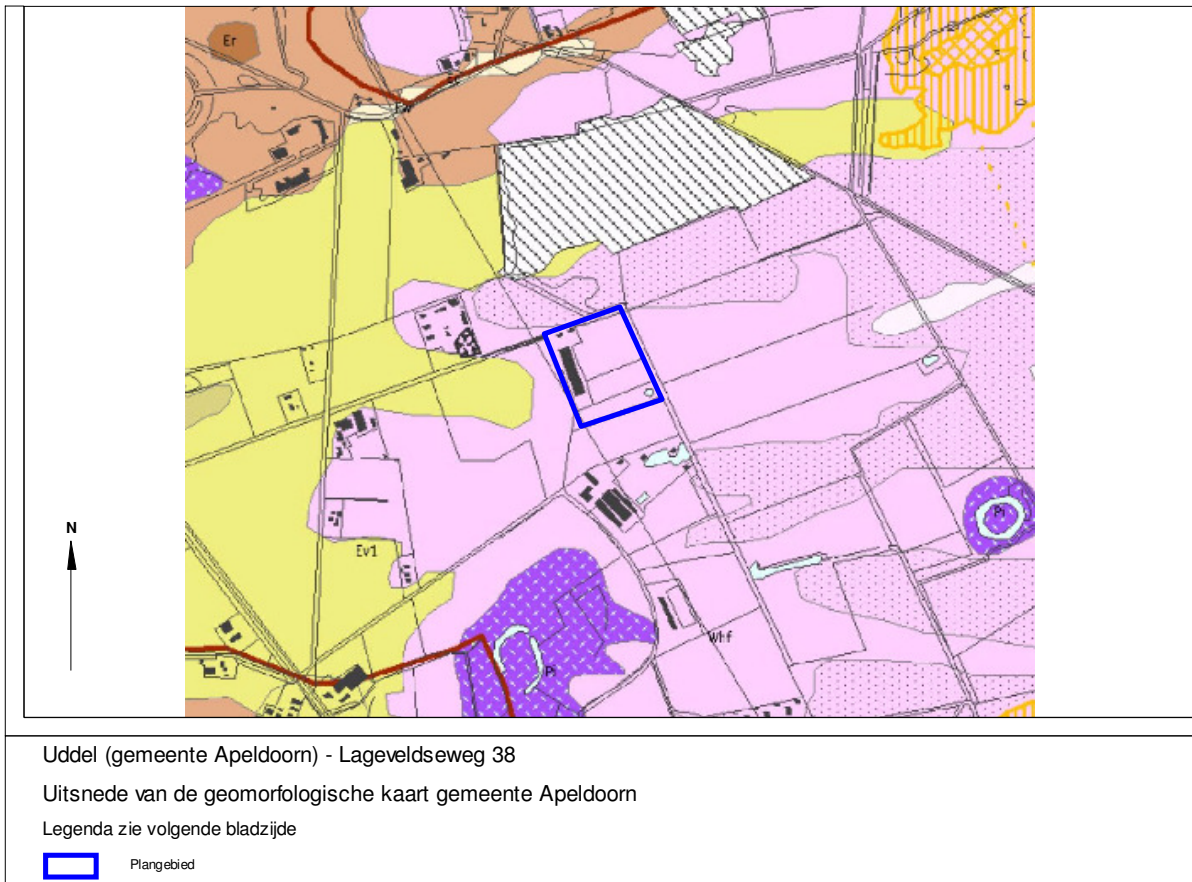 Er
L
N
Ev1
Pi
Whf
Pi
Uddel (gemeente Apeldoorn) - Lageveldseweg 38
Uitsnede van de geomorfologische kaart gemeente Apeldoorn
Legenda zie volgende bladzijde
Plangebied